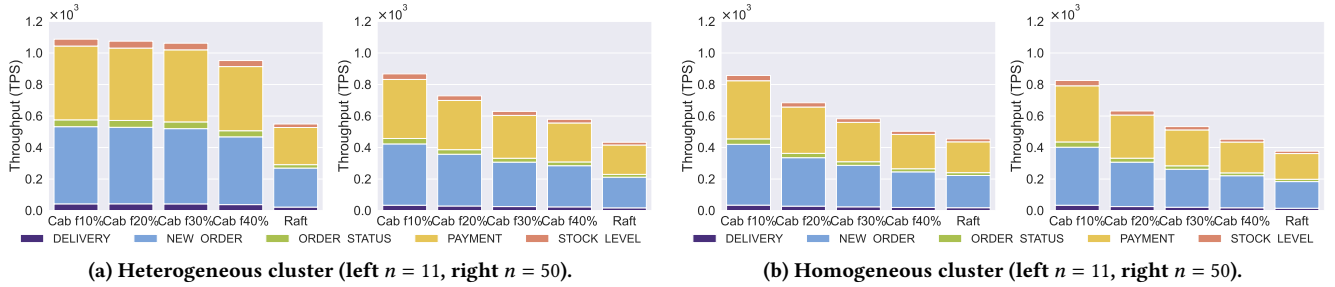 ×10³ ×10³ ×10³ ×10³
1.2 1.2 1.2 1.2
1.0 1.0 1.0 1.0
0.8 0.8 0.8 0.8
0.6 0.6 0.6 0.6
0.4 0.4 0.4 0.4
0.2 0.2 0.2 0.2
0.0 0.0 0.0 0.0
Throughput (TPS) Throughput (TPS) Throughput (TPS) Throughput (TPS)
Cab f10% Cab f20% Cab f30% Cab f40% Raft Cab f10% Cab f20% Cab f30% Cab f40% Raft Cab f10% Cab f20% Cab f30% Cab f40% Raft Cab f10% Cab f20% Cab f30% Cab f40% Raft
DELIVERY NEW ORDER ORDER STATUS PAYMENT STOCK LEVEL DELIVERY NEW ORDER ORDER STATUS PAYMENT STOCK LEVEL
(a) Heterogeneous cluster (left n = 11, right n = 50). (b) Homogeneous cluster (left n = 11, right n = 50).